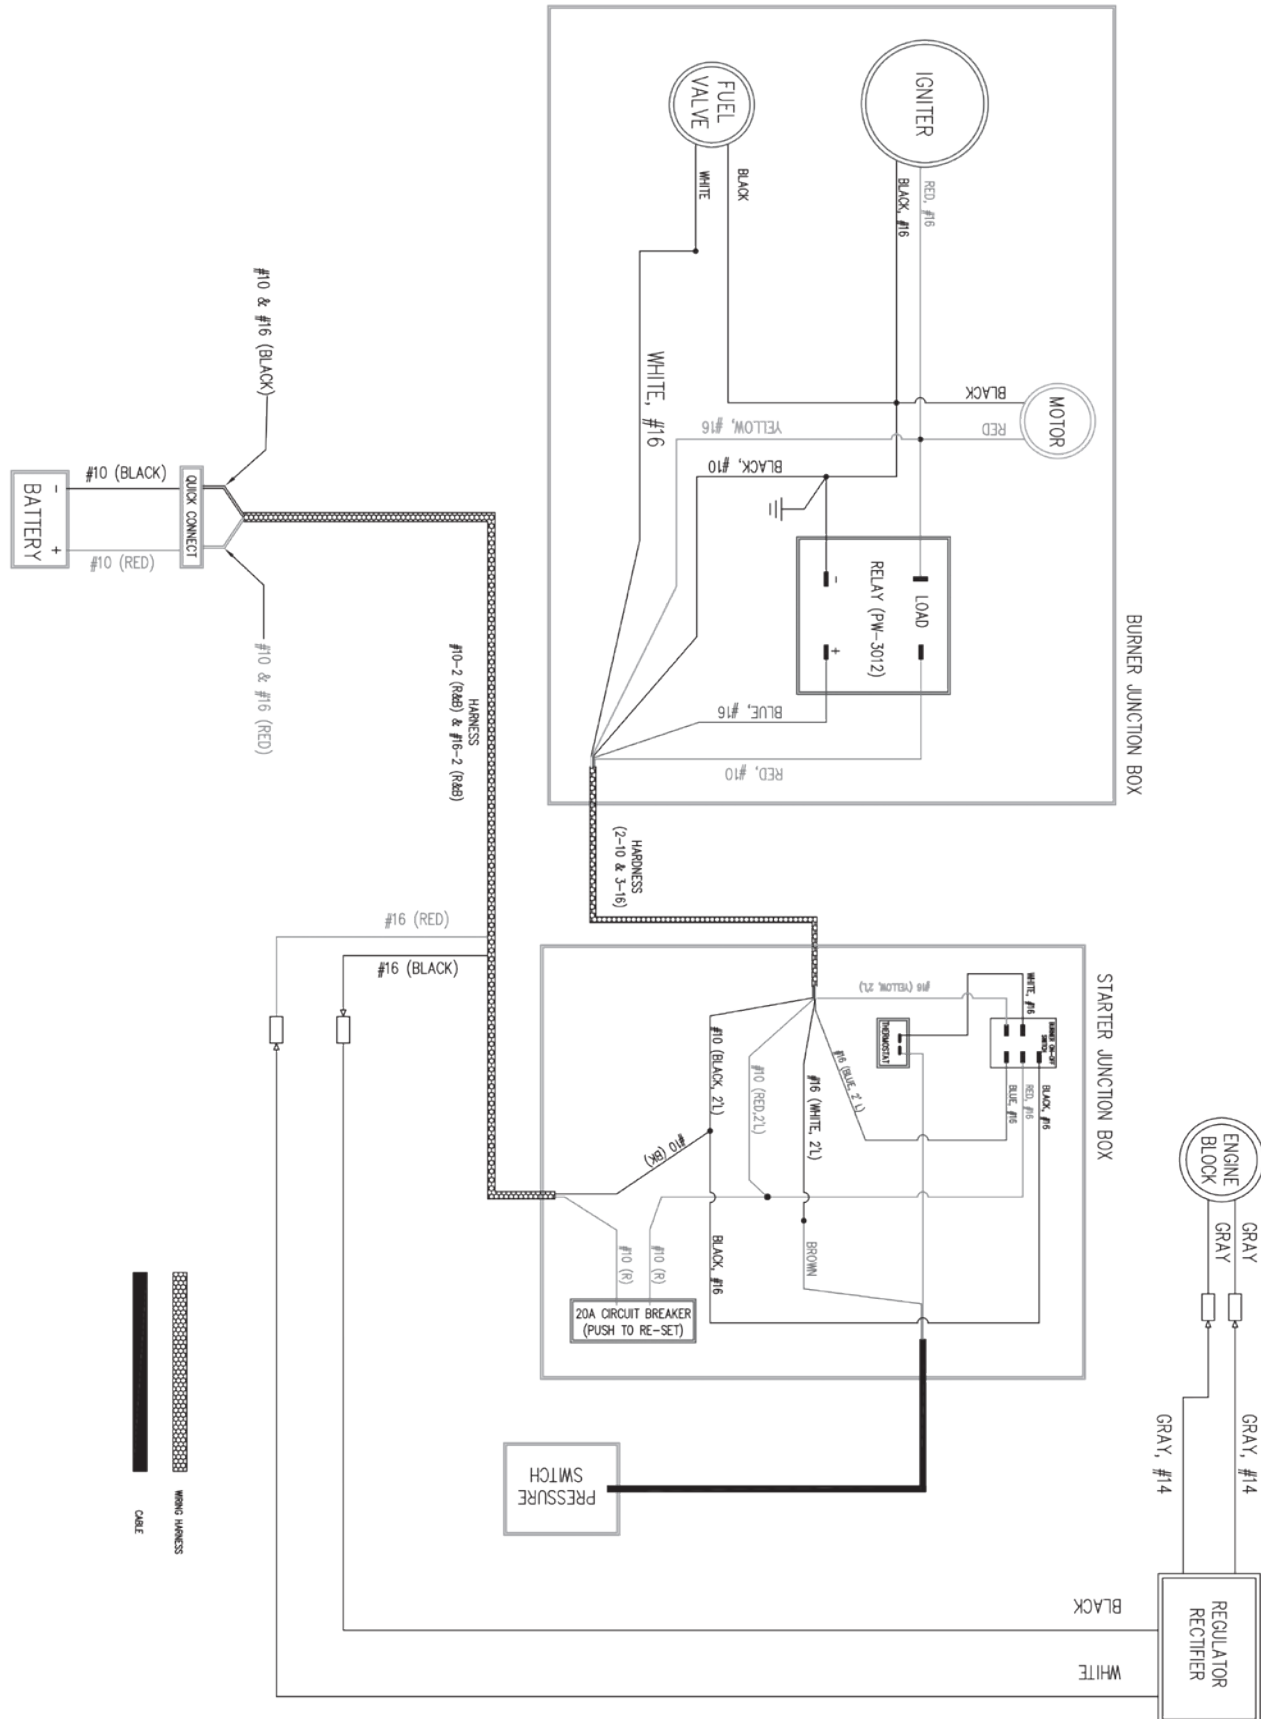 IGNITER
FUEL
VALVE
WHITE
BLACK
BLACK, #16
RED, #16
WHITE, #16
YELLOW, #16
BLACK, #10
BLACK
RED
MOTOR
LOAD
RELAY (PW-3012)
-
+
BLUE, #16
RED, #10
BURNER JUNCTION BOX
#10 & #16 (BLACK)
#10 (BLACK)
QUICK CONNECT
BATTERY
-
+
#10 (RED)
#10 & #16 (RED)
HARNESS
#10-2 (R&B) & #16-2 (R&B)
HARDNESS
(2-10 & 3-16)
#16 (RED)
#16 (BLACK)
STARTER JUNCTION BOX
#16 (YELLOW, 2'L)
WHITE, #16
BURNER ON-OFF
SWITCH
THERMOSTAT
BLUE, #16
RED, #16
BLACK, #16
#10 (BLACK, 2'L)
#10 (RED,2'L)
#16 (WHITE, 2'L)
#16 (BLUE, 2' L)
#10 (BK)
#10 (R)
#10 (R)
BLACK, #16
BROWN
20A CIRCUIT BREAKER
(PUSH TO RE-SET)
PRESSURE
SWITCH
ENGINE
BLOCK
GRAY
GRAY
GRAY, #14
GRAY, #14
REGULATOR
RECTIFIER
BLACK
WHITE
WIRING HARNESS
CABLE